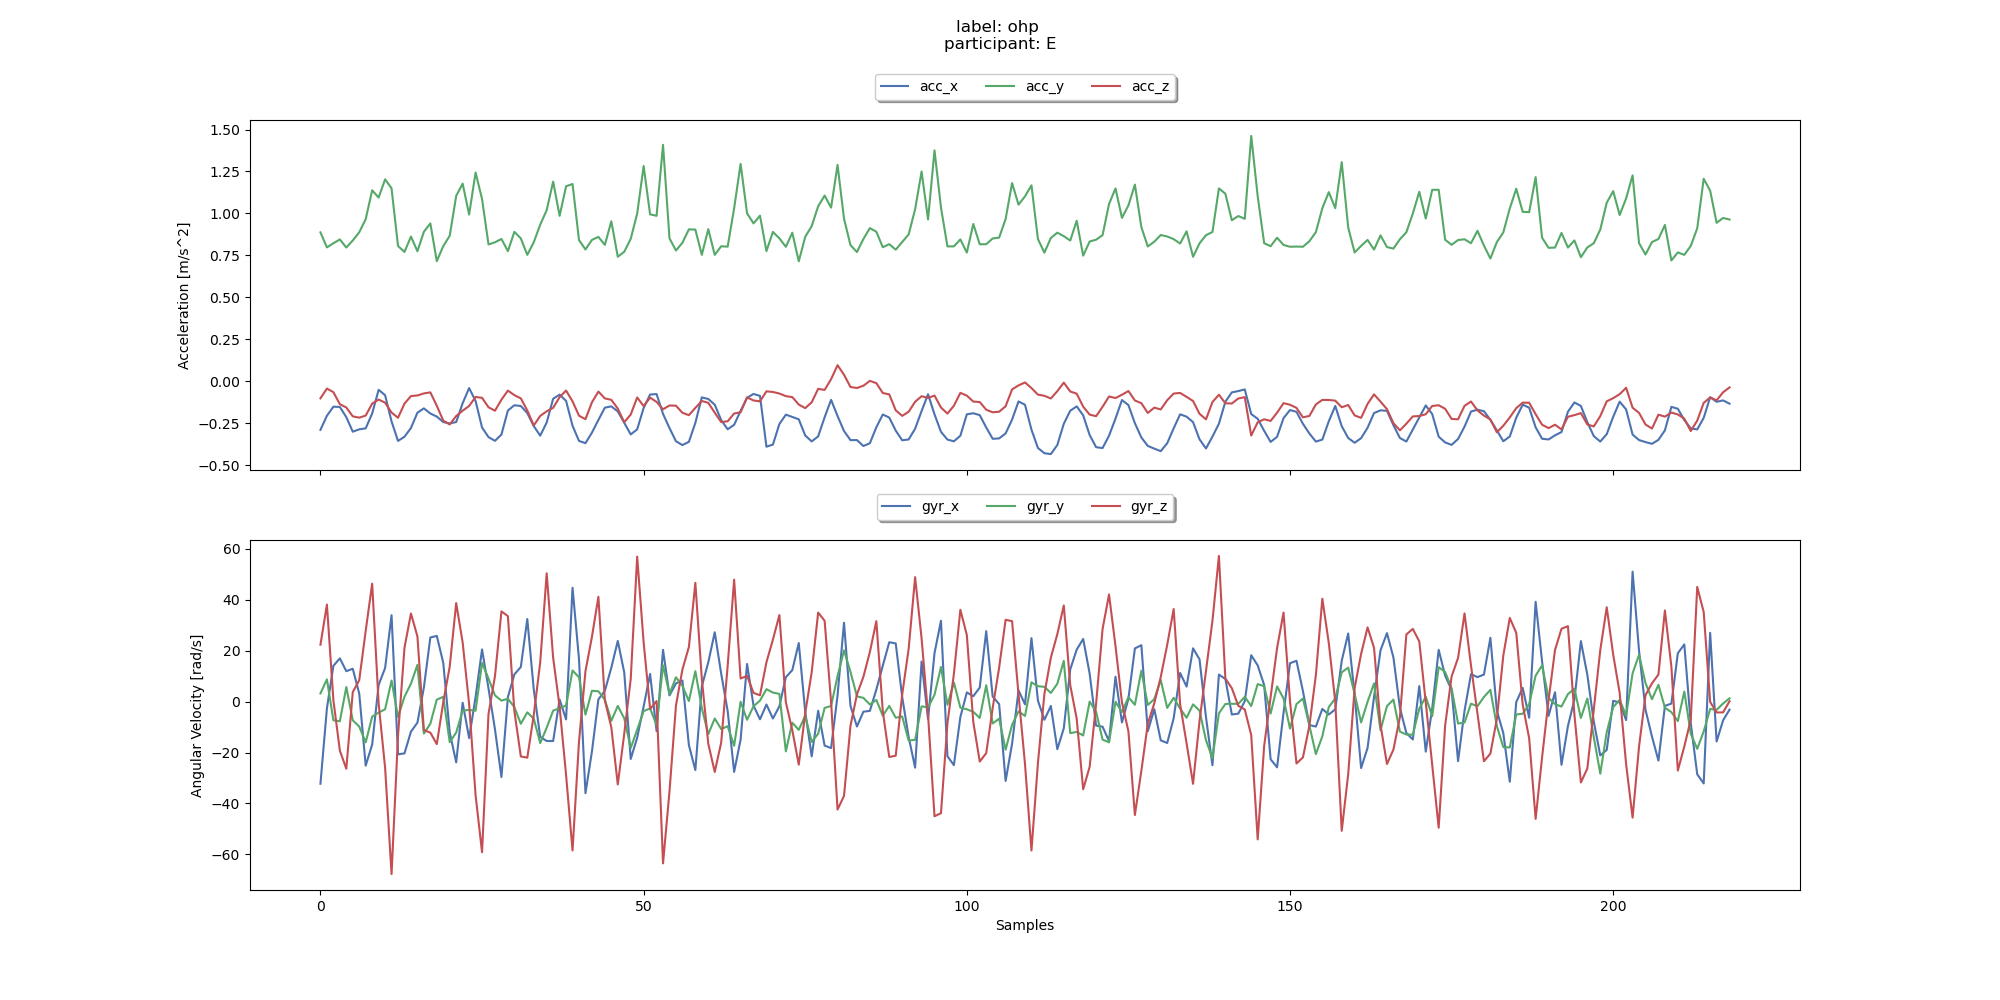 label: ohp
participant: E
acc_x acc_y acc_z
1.50
1.25
1.00
0.75
0.50
0.25
0.00
−0.25
−0.50
Acceleration [m/s^2]
gyr_x gyr_y gyr_z
60
40
20
0
−20
−40
−60
Angular Velocity [rad/s]
0 50 100 150 200
Samples